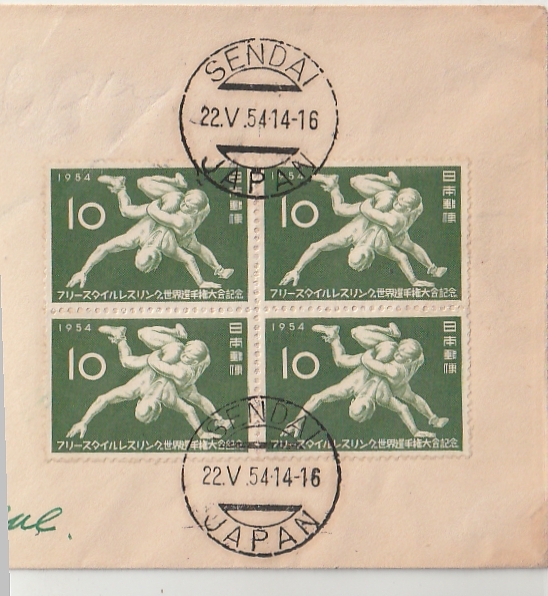 SENDAI
22.V.54·14-16
JAPAN
1954
10
日本郵便
フリースタイルレスリング世界選手権大会記念
1954
10
日本郵便
フリースタイルレスリング世界選手権大会記念
1954
10
日本郵便
フリースタイルレスリング世界選手権大会記念
1954
10
日本郵便
フリースタイルレスリング世界選手権大会記念
SENDAI
22.V.54·14-16
JAPAN